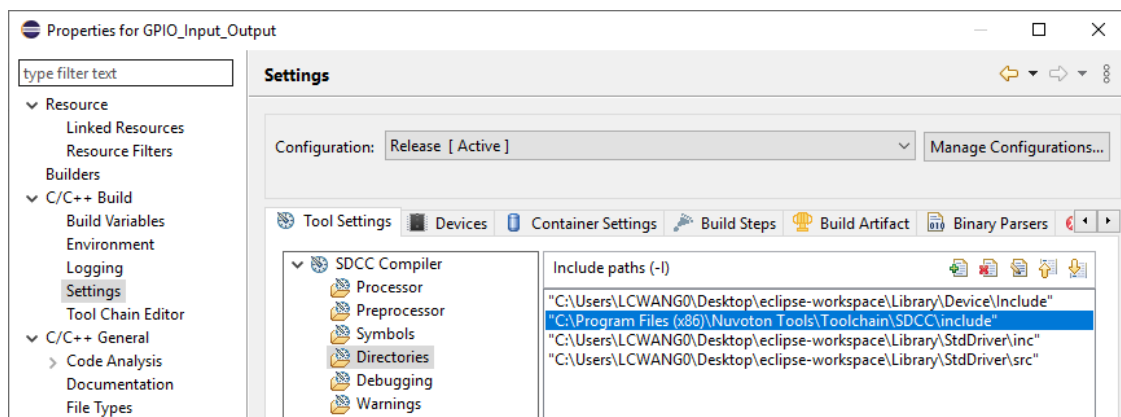 Properties for GPIO_Input_Output
type filter text
Resource
Linked Resources
Resource Filters
Builders
C/C++ Build
Build Variables
Environment
Logging
Settings
Tool Chain Editor
C/C++ General
Code Analysis
Documentation
File Types
Settings
Configuration: Release [ Active ] Manage Configurations...
Tool Settings Devices Container Settings Build Steps Build Artifact Binary Parsers
SDCC Compiler
Processor
Preprocessor
Symbols
Directories
Debugging
Warnings
Include paths (-I)
"C:\Users\LCWANG0\Desktop\eclipse-workspace\Library\Device\Include"
"C:\Program Files (x86)\Nuvoton Tools\Toolchain\SDCC\include"
"C:\Users\LCWANG0\Desktop\eclipse-workspace\Library\StdDriver\inc"
"C:\Users\LCWANG0\Desktop\eclipse-workspace\Library\StdDriver\src"